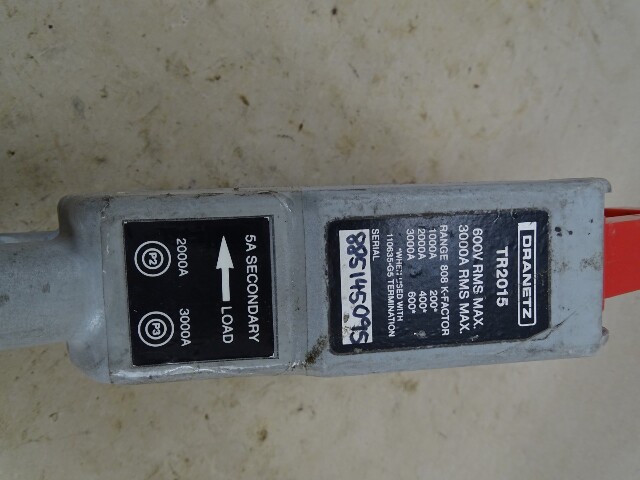 DRANETZ
TR2015
600V RMS MAX.
3000A RMS MAX.
RANGE 808 K-FACTOR
1000A 200*
2000A 400*
3000A 600*
*WHEN USED WITH
110635-G5 TERMINATION
SERIAL
885145095
5A SECONDARY
LOAD
P2 P3
2000A 3000A